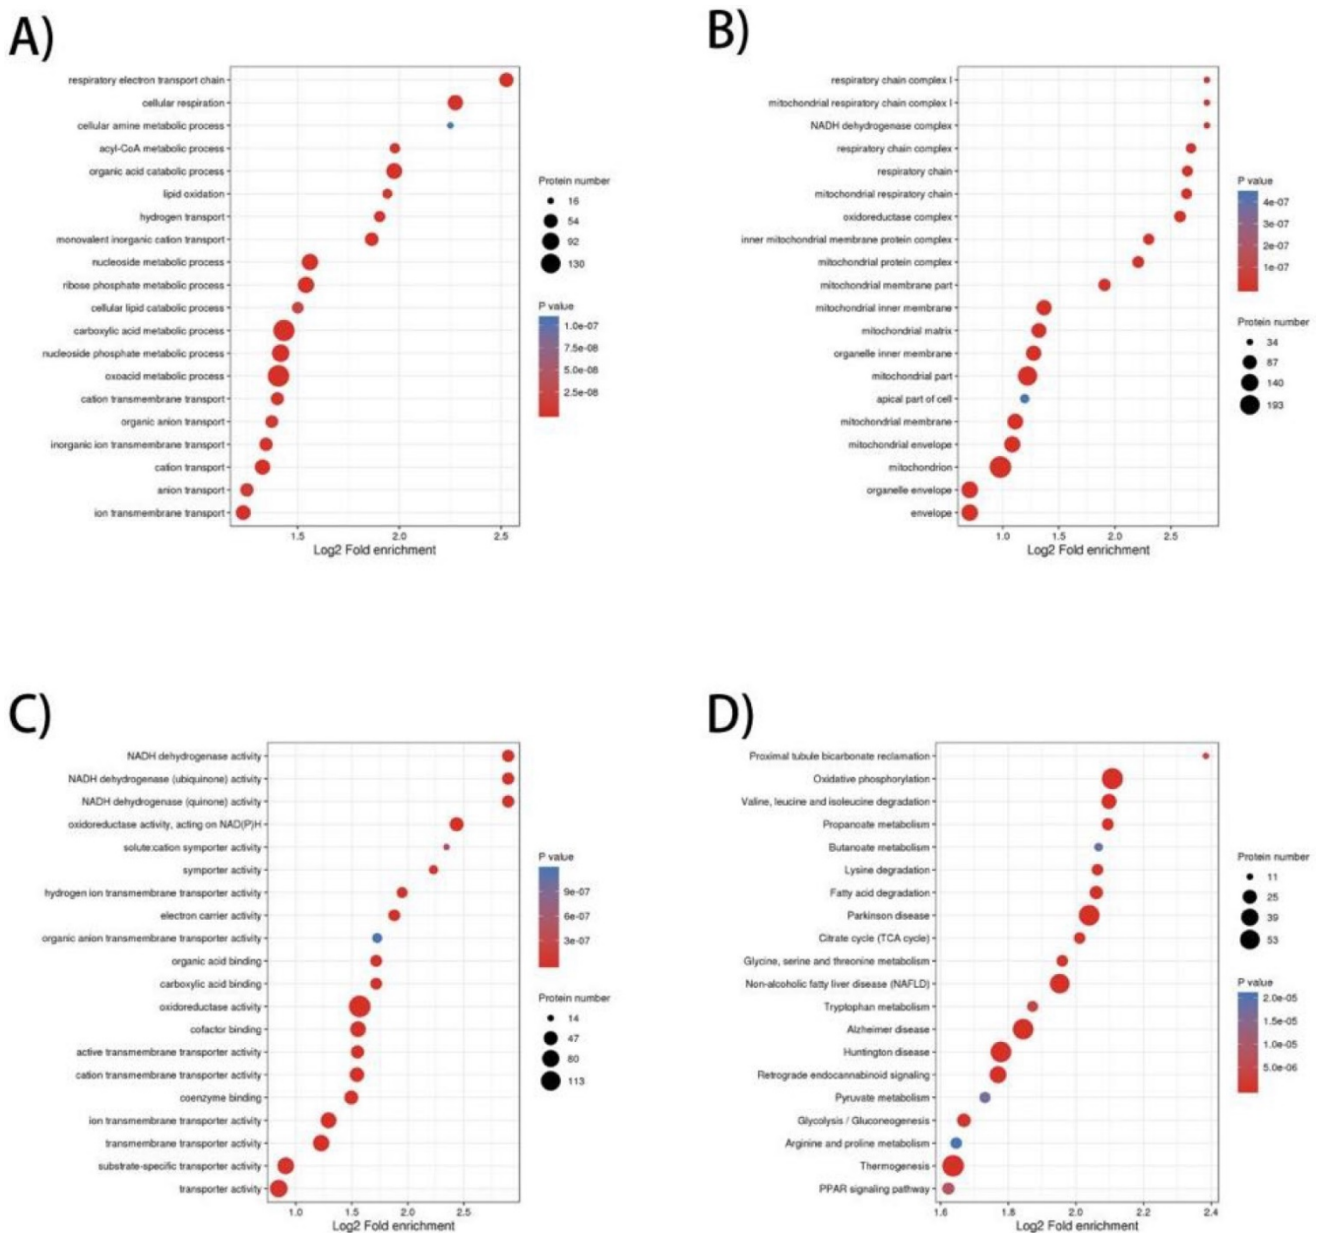 A)
respiratory electron transport chain
cellular respiration
cellular amine metabolic process
acyl-CoA metabolic process
organic acid catabolic process
lipid oxidation
hydrogen transport
monovalent inorganic cation transport
nucleoside metabolic process
ribose phosphate metabolic process
cellular lipid catabolic process
carboxylic acid metabolic process
nucleoside phosphate metabolic process
oxoacid metabolic process
cation transmembrane transport
organic anion transport
inorganic ion transmembrane transport
cation transport
anion transport
ion transmembrane transport
1.5 2.0 2.5
Log2 Fold enrichment
Protein number
16
54
92
130
P value
1.0e-07
7.5e-08
5.0e-08
2.5e-08
B)
respiratory chain complex I
mitochondrial respiratory chain complex I
NADH dehydrogenase complex
respiratory chain complex
respiratory chain
mitochondrial respiratory chain
oxidoreductase complex
inner mitochondrial membrane protein complex
mitochondrial protein complex
mitochondrial membrane part
mitochondrial inner membrane
mitochondrial matrix
organelle inner membrane
mitochondrial part
apical part of cell
mitochondrial membrane
mitochondrial envelope
mitochondrion
organelle envelope
envelope
1.0 1.5 2.0 2.5
Log2 Fold enrichment
P value
4e-07
3e-07
2e-07
1e-07
Protein number
34
87
140
193
C)
NADH dehydrogenase activity
NADH dehydrogenase (ubiquinone) activity
NADH dehydrogenase (quinone) activity
oxidoreductase activity, acting on NAD(P)H
solute:cation symporter activity
symporter activity
hydrogen ion transmembrane transporter activity
electron carrier activity
organic anion transmembrane transporter activity
organic acid binding
carboxylic acid binding
oxidoreductase activity
cofactor binding
active transmembrane transporter activity
cation transmembrane transporter activity
coenzyme binding
ion transmembrane transporter activity
transmembrane transporter activity
substrate-specific transporter activity
transporter activity
1.0 1.5 2.0 2.5
Log2 Fold enrichment
P value
9e-07
6e-07
3e-07
Protein number
14
47
80
113
D)
Proximal tubule bicarbonate reclamation
Oxidative phosphorylation
Valine, leucine and isoleucine degradation
Propanoate metabolism
Butanoate metabolism
Lysine degradation
Fatty acid degradation
Parkinson disease
Citrate cycle (TCA cycle)
Glycine, serine and threonine metabolism
Non-alcoholic fatty liver disease (NAFLD)
Tryptophan metabolism
Alzheimer disease
Huntington disease
Retrograde endocannabinoid signaling
Pyruvate metabolism
Glycolysis / Gluconeogenesis
Arginine and proline metabolism
Thermogenesis
PPAR signaling pathway
1.6 1.8 2.0 2.2 2.4
Log2 Fold enrichment
Protein number
11
25
39
53
P value
2.0e-05
1.5e-05
1.0e-05
5.0e-06